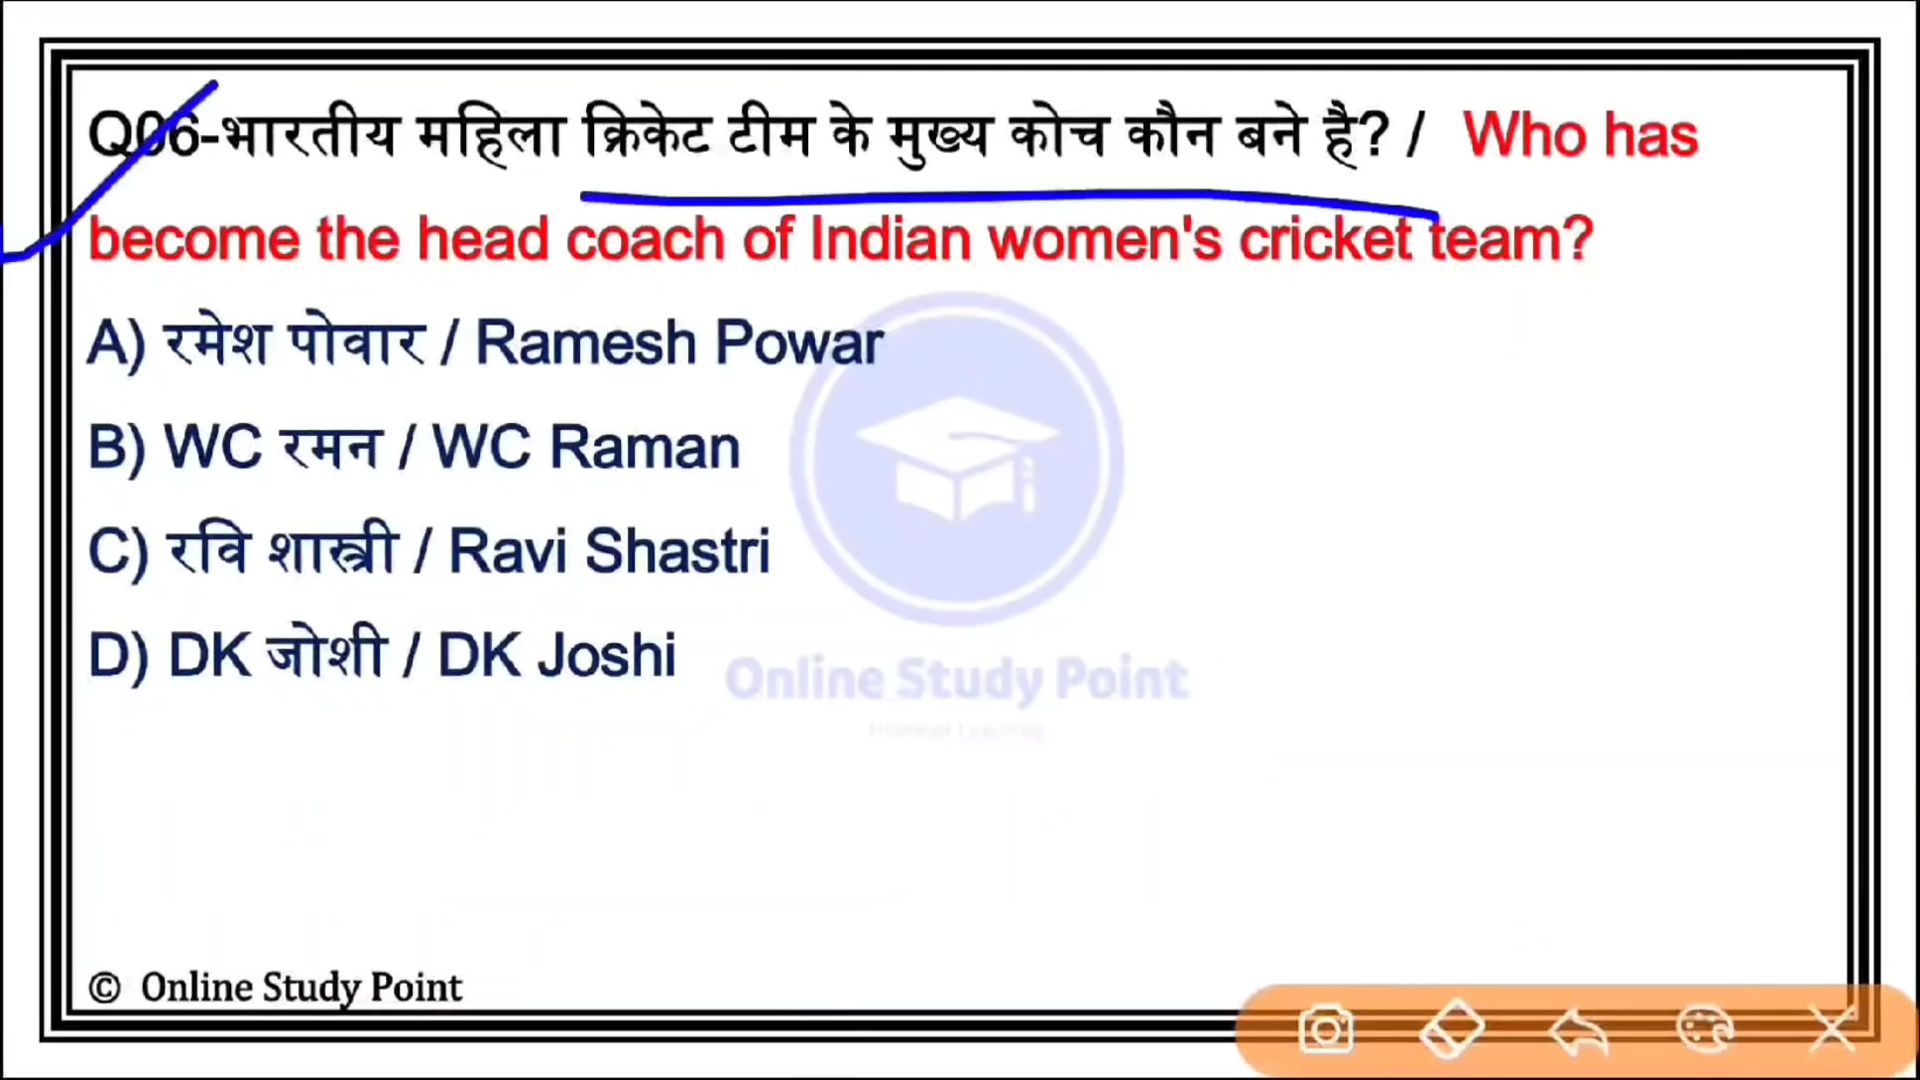 Q06-भारतीय महिला क्रिकेट टीम के मुख्य कोच कौन बने है? / Who has
become the head coach of Indian women's cricket team?
A) रमेश पोवार / Ramesh Powar
B) WC रमन / WC Raman
C) रवि शास्त्री / Ravi Shastri
D) DK जोशी / DK Joshi
Online Study Point
© Online Study Point